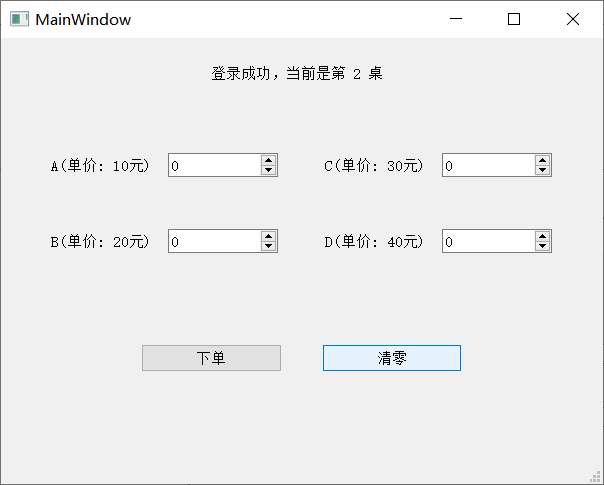 MainWindow
登录成功，当前是第 2 桌
A(单价: 10元) 0 C(单价: 30元) 0
B(单价: 20元) 0 D(单价: 40元) 0
下单 清零